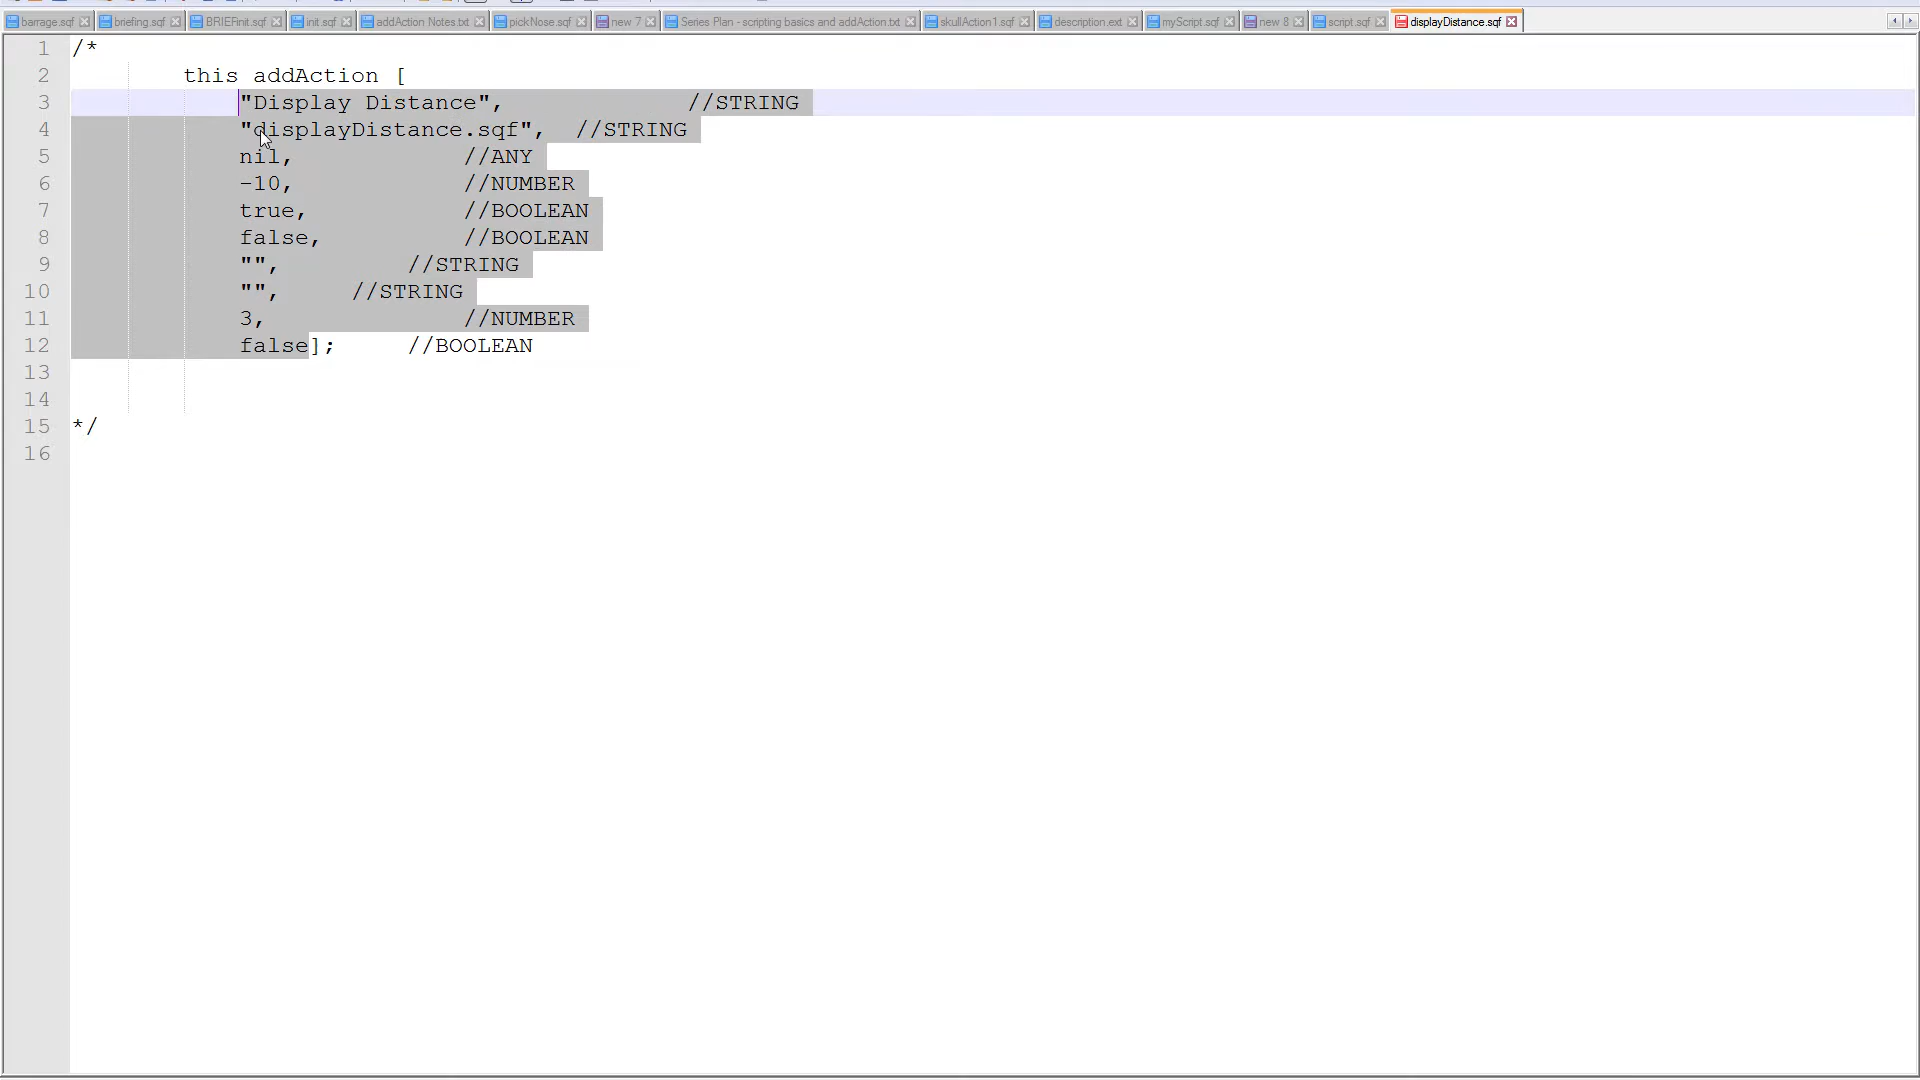 barrage.sqf briefing.sqf BRIEFinit.sqf init.sqf addAction Notes.txt pickNose.sqf new 7 Series Plan - scripting basics and addAction.txt skullAction1.sqf description.ext myScript.sqf new 8 script.sqf displayDistance.sqf
1 /*
2 this addAction [
3 "Display Distance", //STRING
4 "displayDistance.sqf", //STRING
5 nil, //ANY
6 -10, //NUMBER
7 true, //BOOLEAN
8 false, //BOOLEAN
9 "", //STRING
10 "", //STRING
11 3, //NUMBER
12 false]; //BOOLEAN
13
14
15 */
16